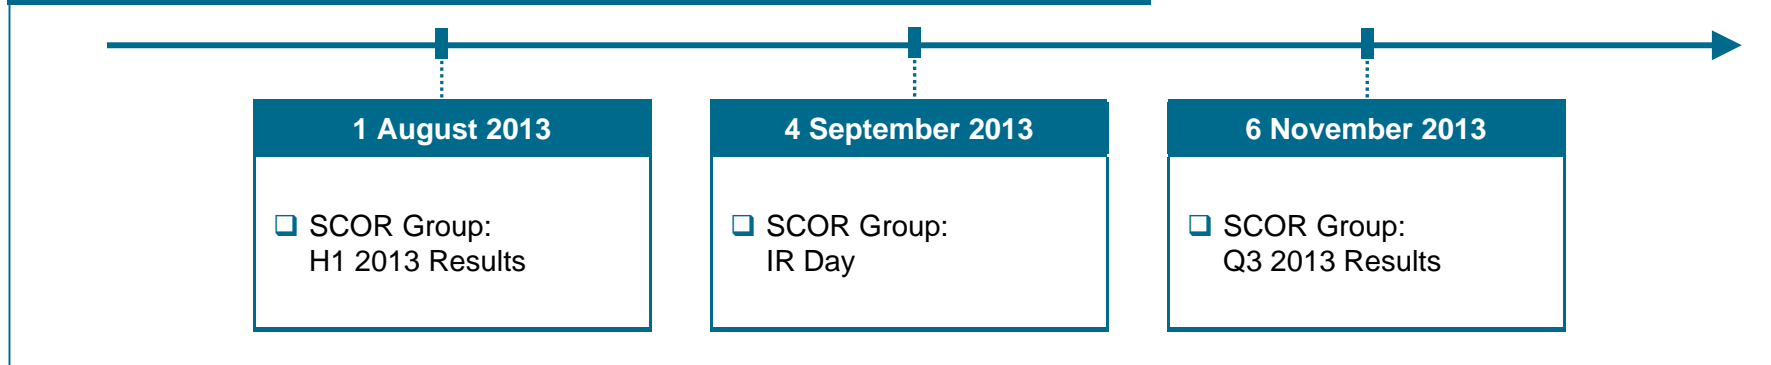 1 August 2013
SCOR Group:
H1 2013 Results
4 September 2013
SCOR Group:
IR Day
6 November 2013
SCOR Group:
Q3 2013 Results